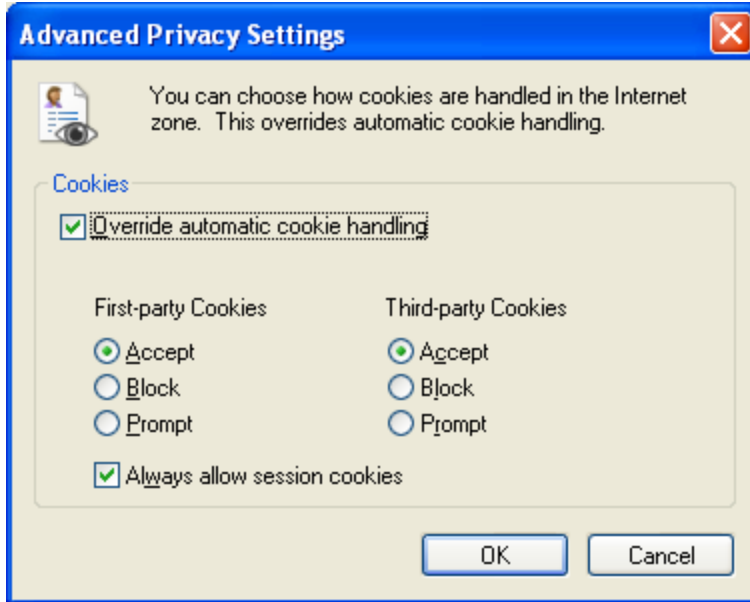 Advanced Privacy Settings
You can choose how cookies are handled in the Internet
zone. This overrides automatic cookie handling.
Cookies
Override automatic cookie handling
First-party Cookies Third-party Cookies
Accept Accept
Block Block
Prompt Prompt
Always allow session cookies
OK Cancel